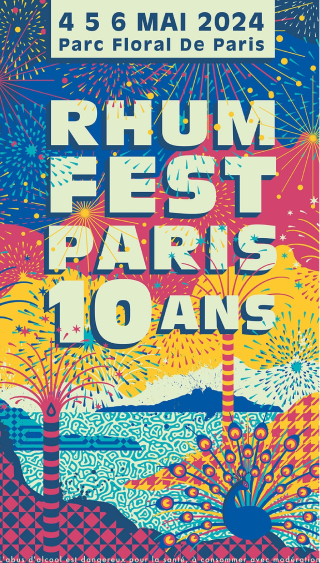 4 5 6 MAI 2024
Parc Floral De Paris
RHUM
FEST
PARIS
10 ANS
L'abus d'alcool est dangereux pour la santé, à consommer avec modération